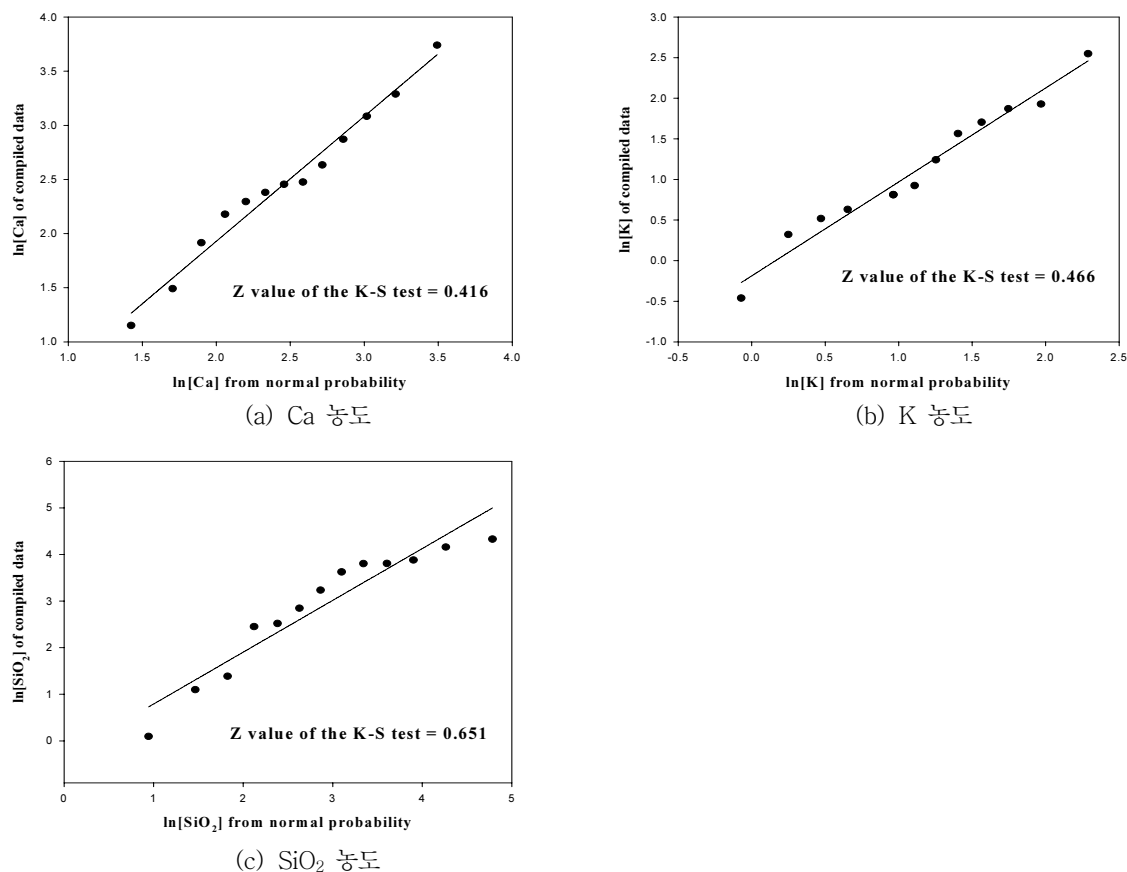 4.0
3.5
3.0
2.5
2.0
1.5
1.0
ln[Ca] of compiled data
Z value of the K-S test = 0.416
1.0 1.5 2.0 2.5 3.0 3.5 4.0
ln[Ca] from normal probability
(a) Ca 농도
3.0
2.5
2.0
1.5
1.0
0.5
0.0
-0.5
-1.0
ln[K] of compiled data
Z value of the K-S test = 0.466
-0.5 0.0 0.5 1.0 1.5 2.0 2.5
ln[K] from normal probability
(b) K 농도
6
5
4
3
2
1
0
ln[SiO₂] of compiled data
Z value of the K-S test = 0.651
0 1 2 3 4 5
ln[SiO₂] from normal probability
(c) SiO₂ 농도